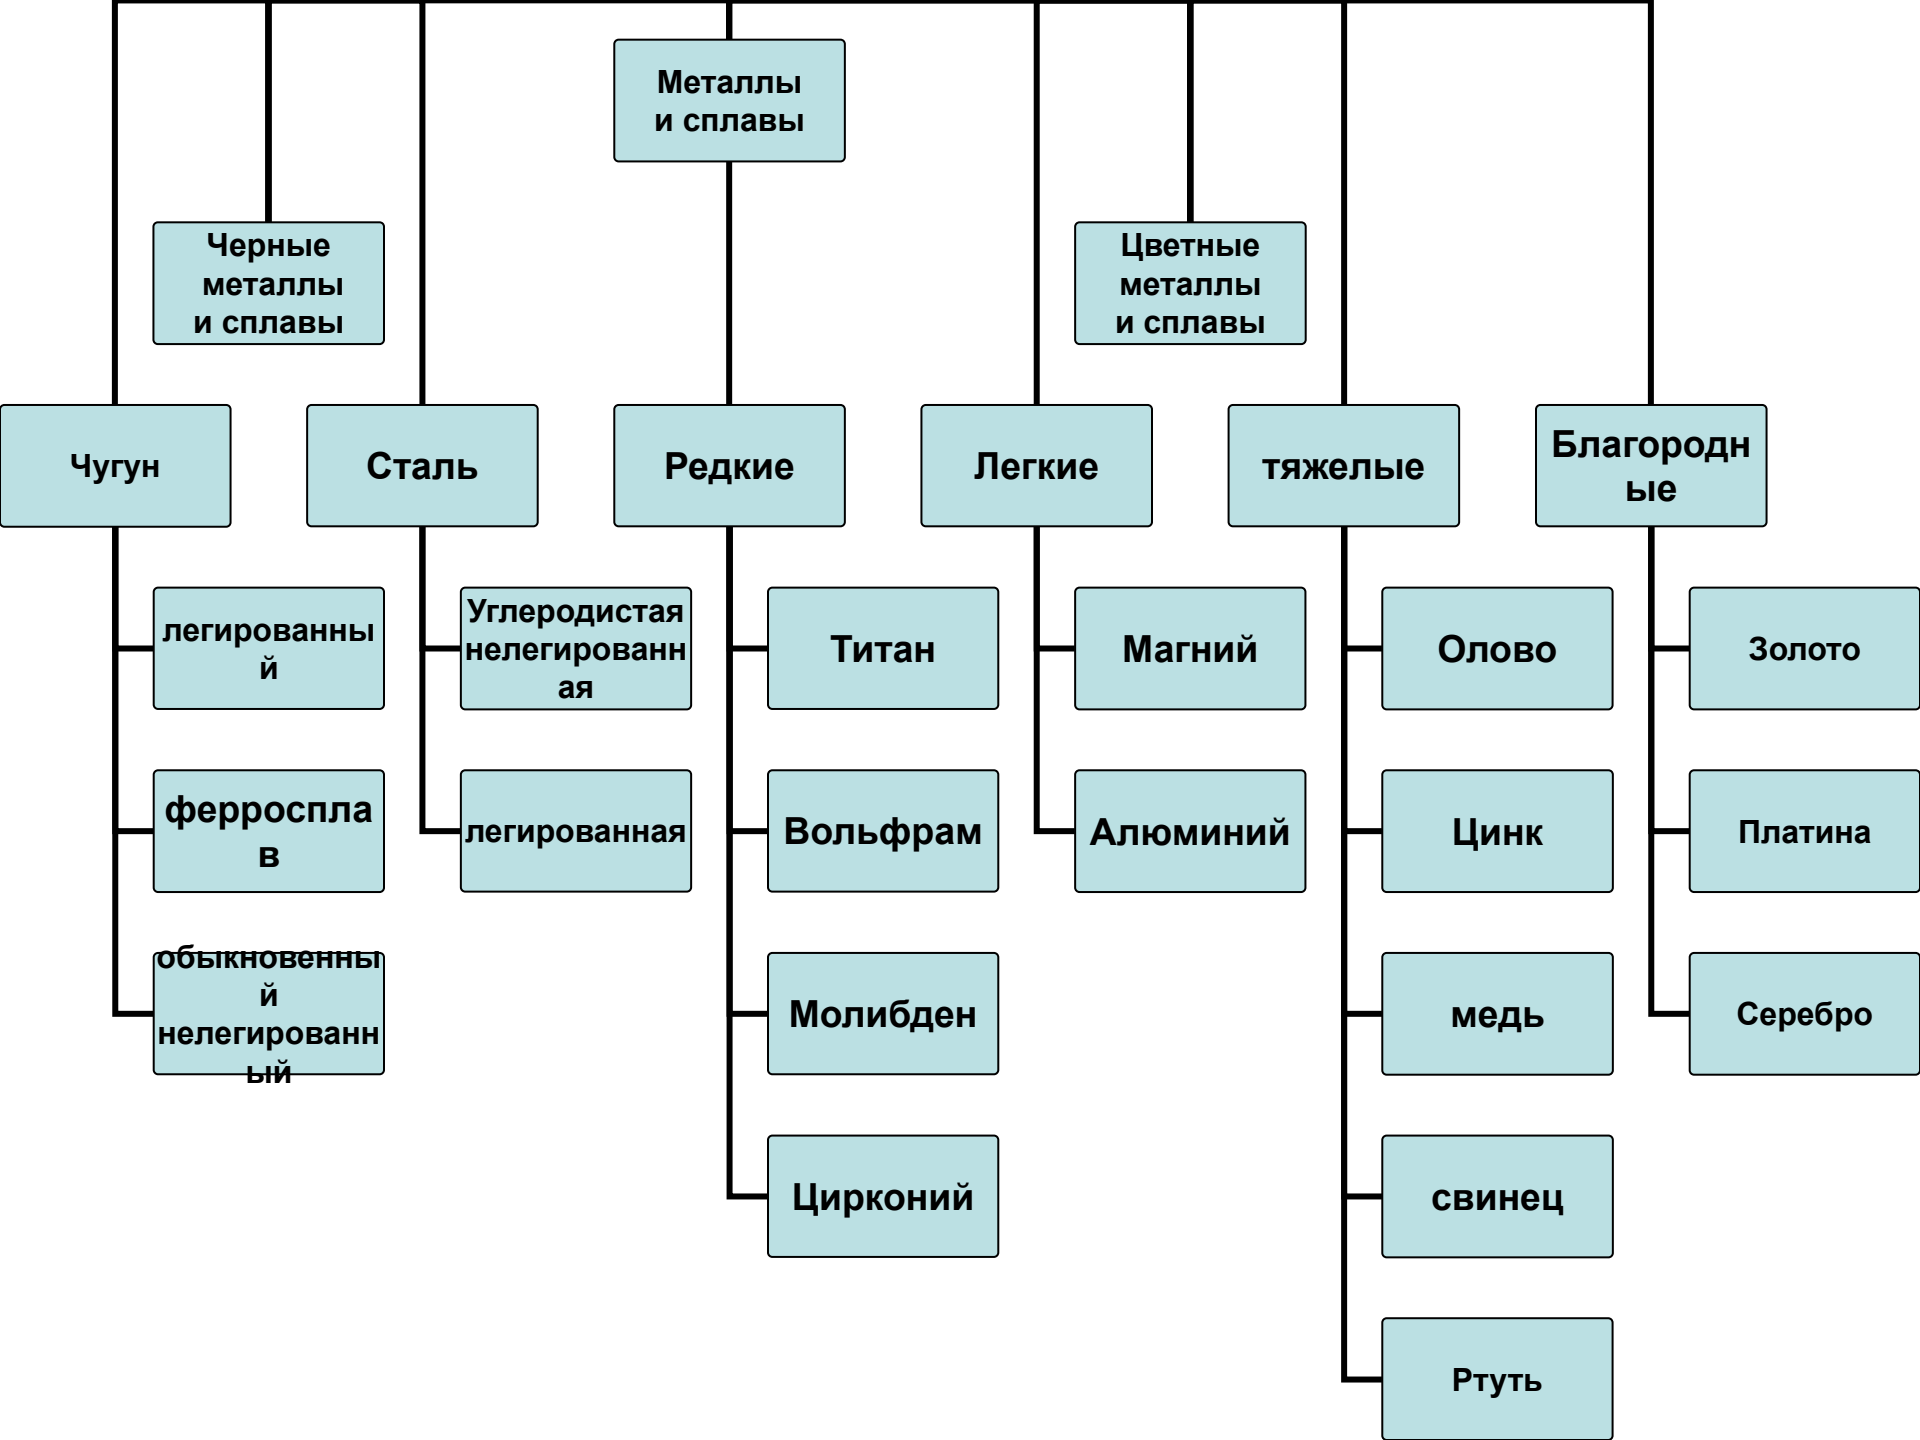 Металлы
и сплавы
Черные
металлы
и сплавы
Цветные
металлы
и сплавы
Чугун
Сталь
Редкие
Легкие
тяжелые
Благородн
ые
легированны
й
Углеродистая
нелегированн
ая
Титан
Магний
Олово
Золото
ферроспла
в
легированная
Вольфрам
Алюминий
Цинк
Платина
обыкновенны
й
нелегированн
ый
Молибден
медь
Серебро
Цирконий
свинец
Ртуть